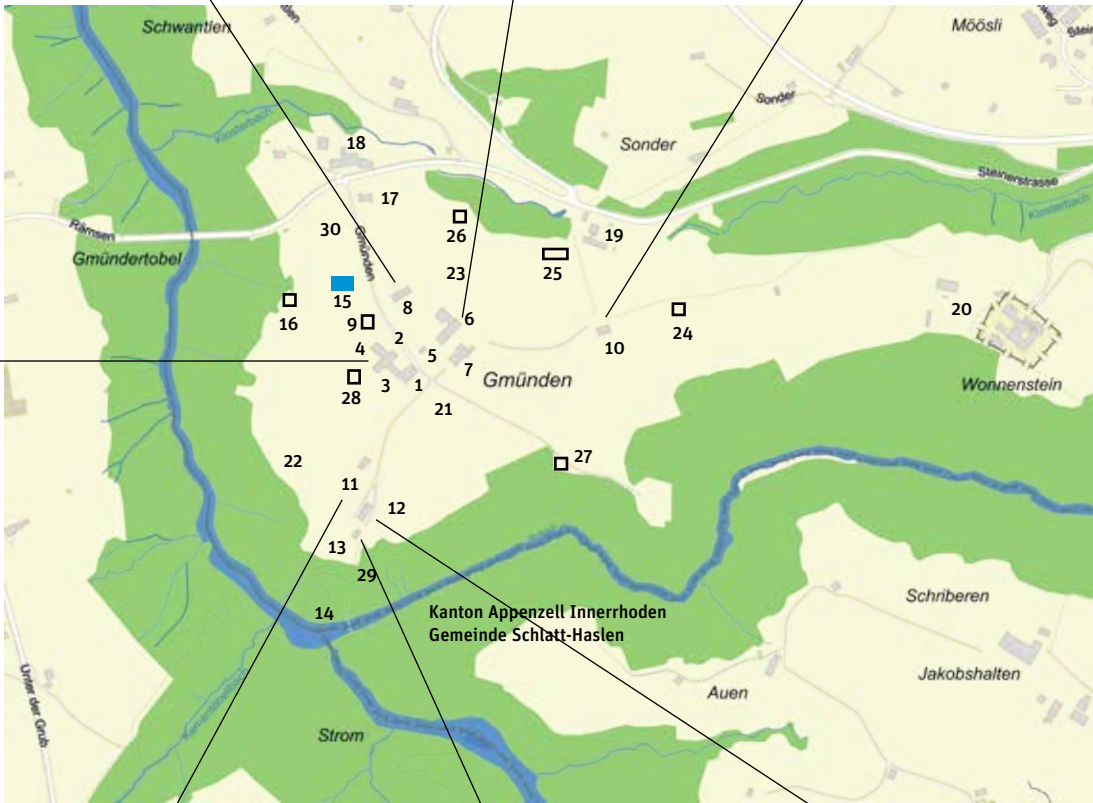 Schwantlen
Möösli
Klosterbach
Sonder
18
Sonder
Steinerstrasse
Klosterbach
17
Rämsen
30
Gmünden
26
19
Gmündertobel
23
25
15
8
16
9
6
24
20
2
10
4
5
7
Gmünden
Wonnenstein
28
3
1
21
22
27
11
12
13
29
14
Kanton Appenzell Innerrhoden
Gemeinde Schlatt-Haslen
Schriberen
Jakobshalten
Auen
Unter der Grub
Strom